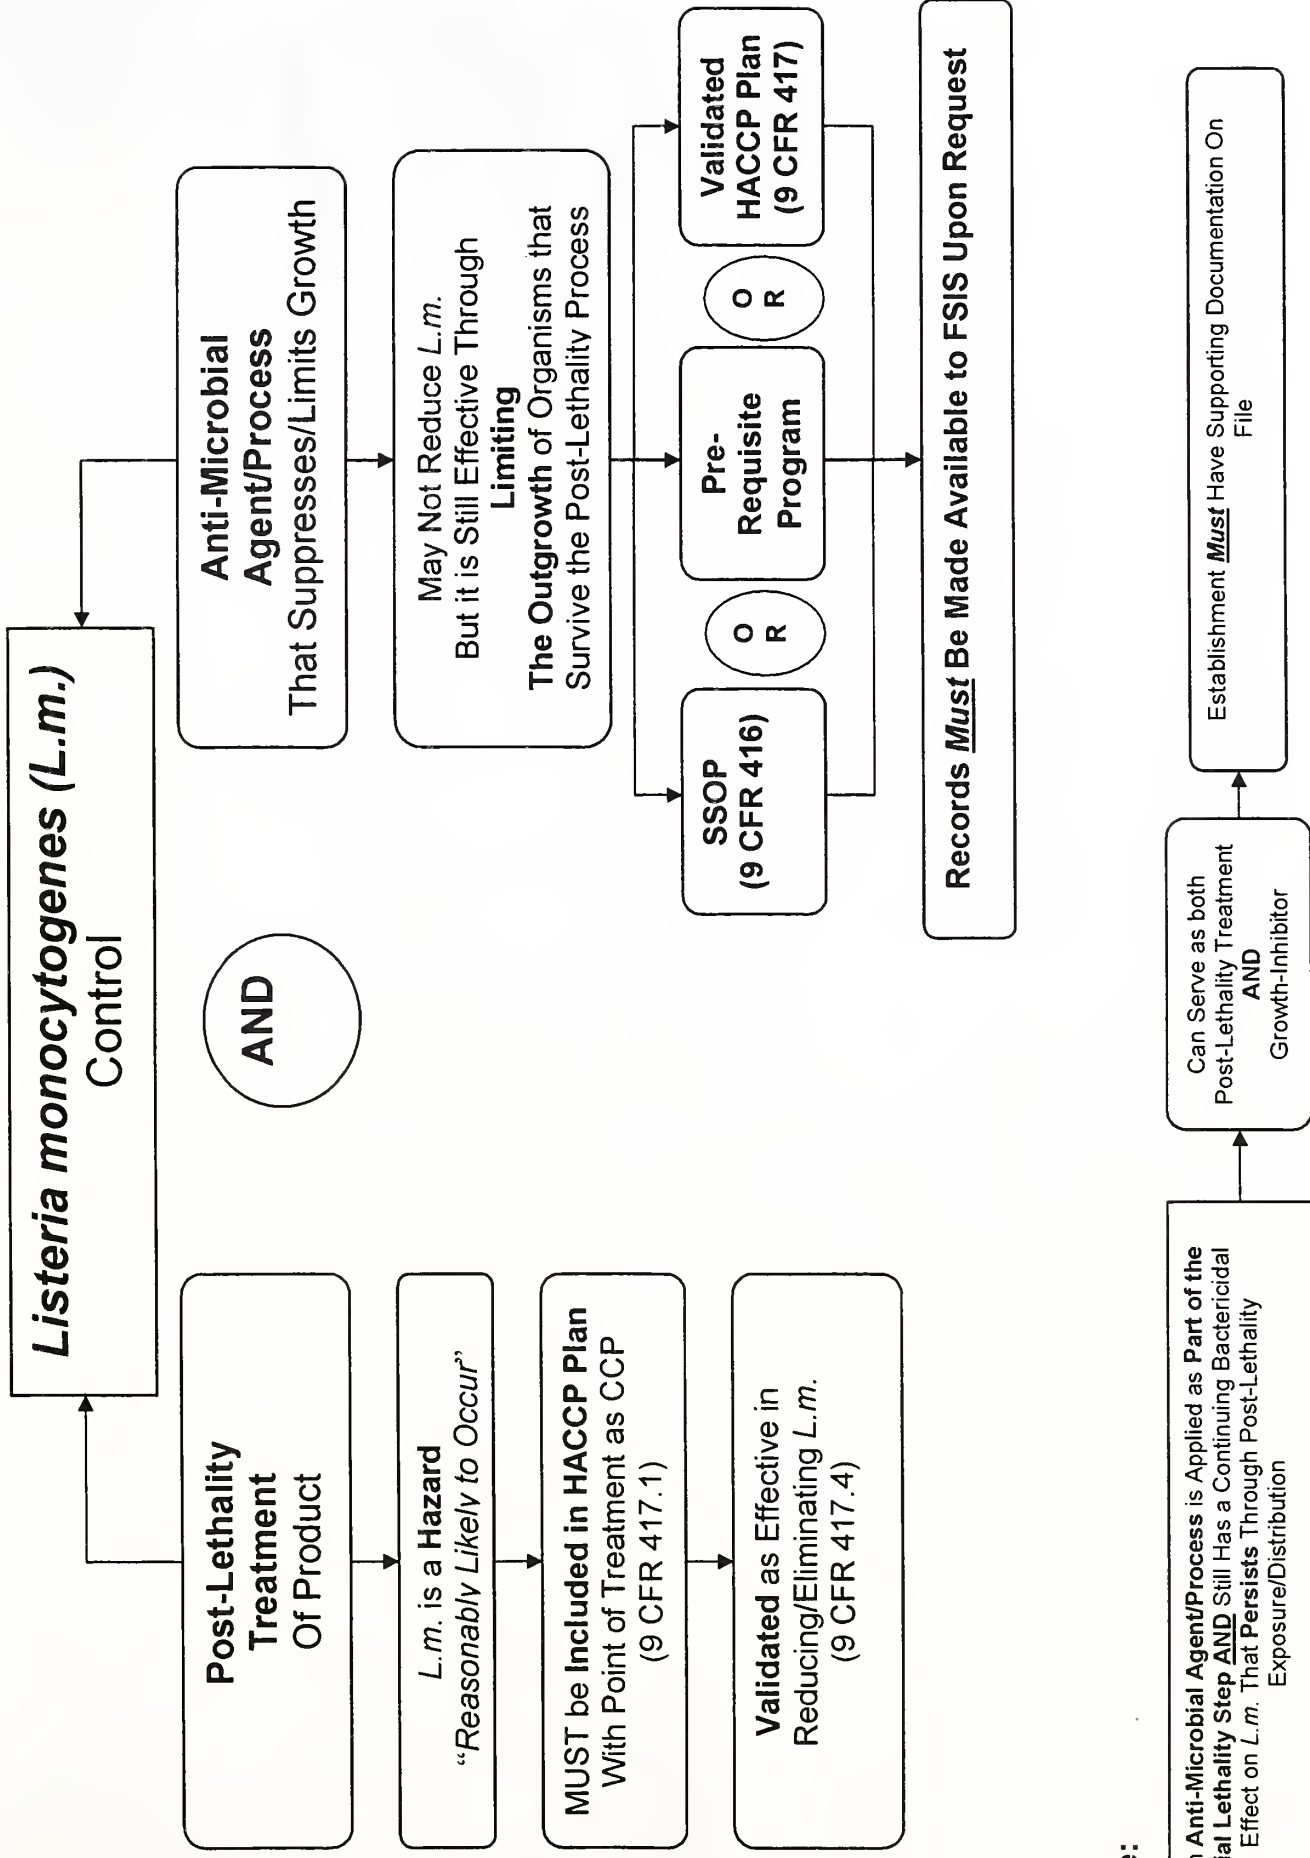 Listeria monocytogenes (L.m.)
Control
Post-Lethality
Treatment
Of Product
AND
Anti-Microbial
Agent/Process
That Suppresses/Limits Growth
L.m. is a Hazard
“Reasonably Likely to Occur”
MUST be Included in HACCP Plan
With Point of Treatment as CCP
(9 CFR 417.1)
Validated as Effective in
Reducing/Eliminating L.m.
(9 CFR 417.4)
May Not Reduce L.m.
But it is Still Effective Through
Limiting
The Outgrowth of Organisms that
Survive the Post-Lethality Process
SSOP
(9 CFR 416)
O
R
Pre-
Requisite
Program
O
R
Validated
HACCP Plan
(9 CFR 417)
Records Must Be Made Available to FSIS Upon Request
Anti-Microbial Agent/Process is Applied as Part of the
Lethality Step AND Still Has a Continuing Bactericidal
Effect on L.m. That Persists Through Post-Lethality
Exposure/Distribution
Can Serve as both
Post-Lethality Treatment
AND
Growth-Inhibitor
Establishment Must Have Supporting Documentation On
File